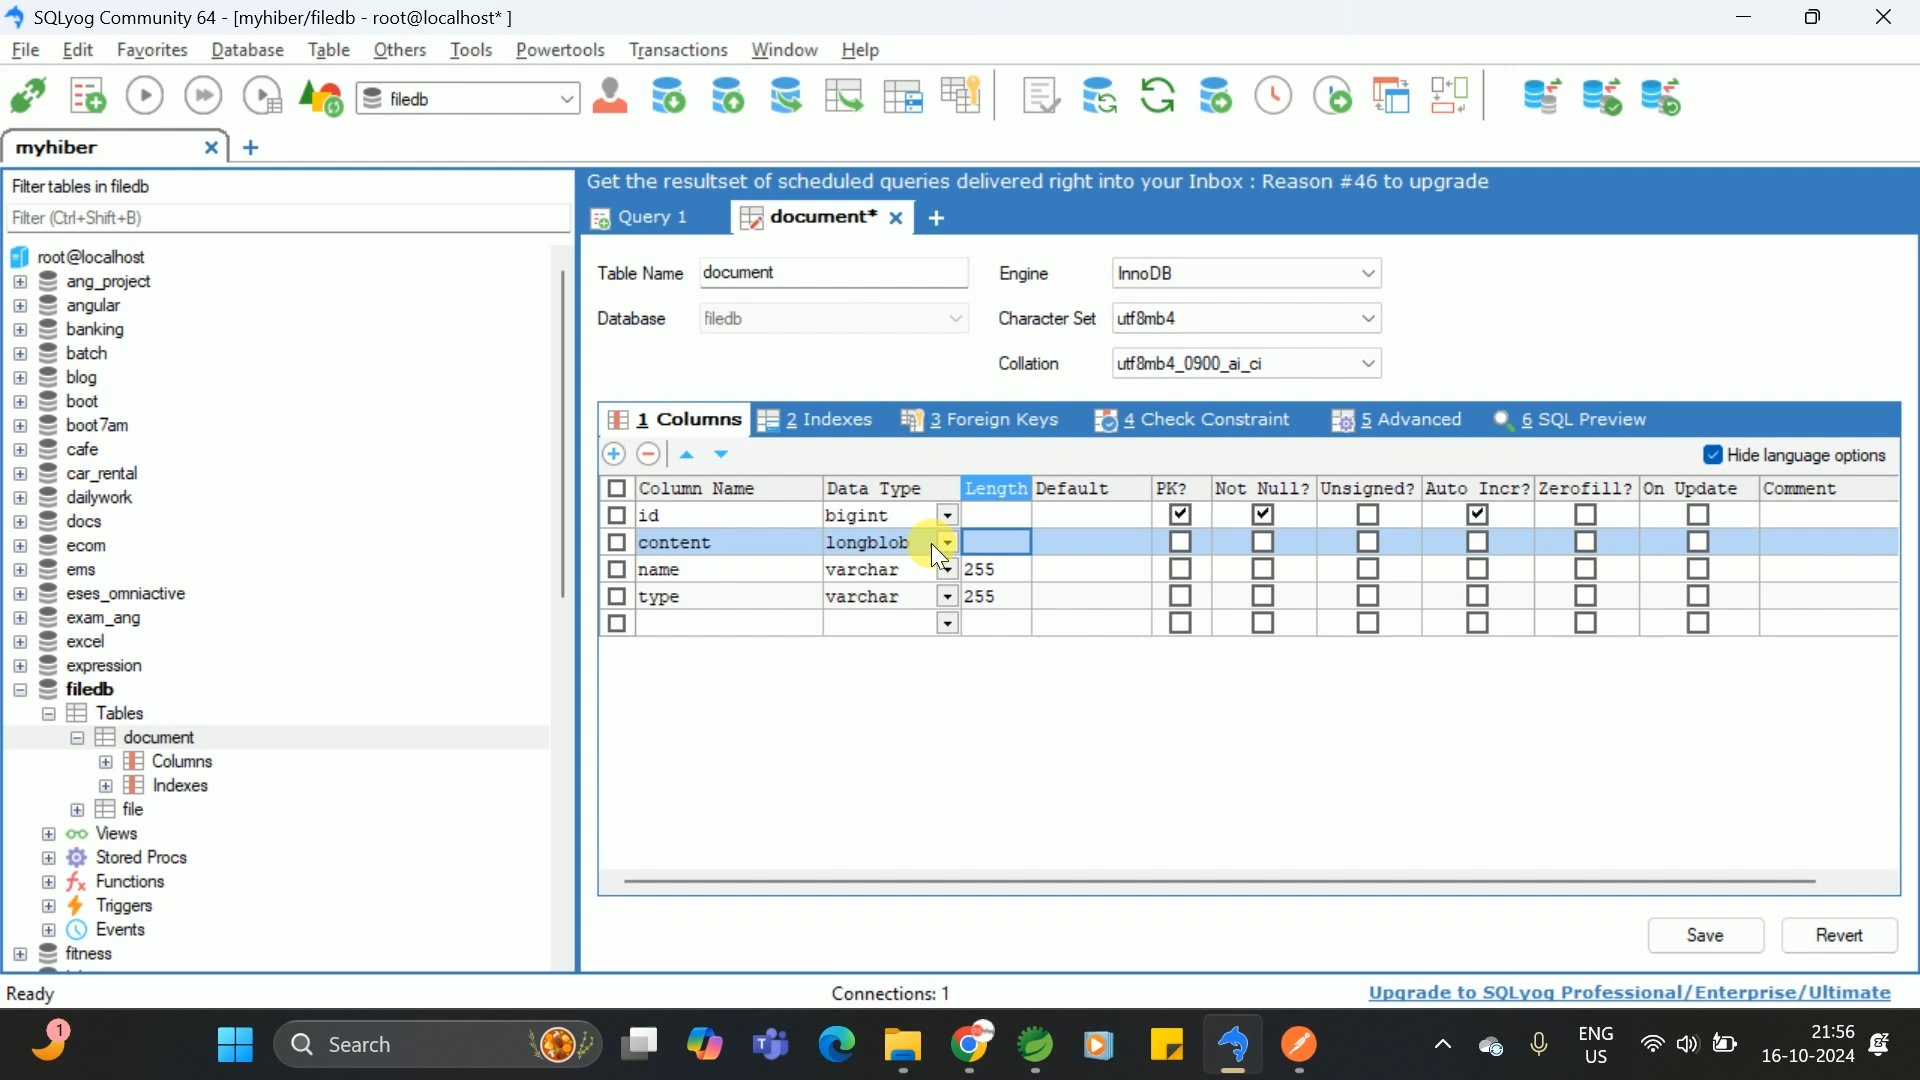 SQLyog Community 64 - [myhiber/filedb - root@localhost* ]
File Edit Favorites Database Table Others Tools Powertools Transactions Window Help
filedb
myhiber
Filter tables in filedb
Filter (Ctrl+Shift+B)
root@localhost
ang_project
angular
banking
batch
blog
boot
boot7am
cafe
car_rental
dailywork
docs
ecom
ems
eses_omniactive
exam_ang
excel
expression
filedb
Tables
document
Columns
Indexes
file
Views
Stored Procs
Functions
Triggers
Events
fitness
Get the resultset of scheduled queries delivered right into your Inbox : Reason #46 to upgrade
Query 1 document*
Table Name document Engine InnoDB
Database filedb Character Set utf8mb4
Collation utf8mb4_0900_ai_ci
1 Columns 2 Indexes 3 Foreign Keys 4 Check Constraint 5 Advanced 6 SQL Preview
Hide language options
Column Name Data Type Length Default PK? Not Null? Unsigned? Auto Incr? Zerofill? On Update Comment
id bigint
content longblob
name varchar 255
type varchar 255
Save Revert
Ready Connections: 1 Upgrade to SQLyog Professional/Enterprise/Ultimate
1 Search ENG 21:56
US 16-10-2024